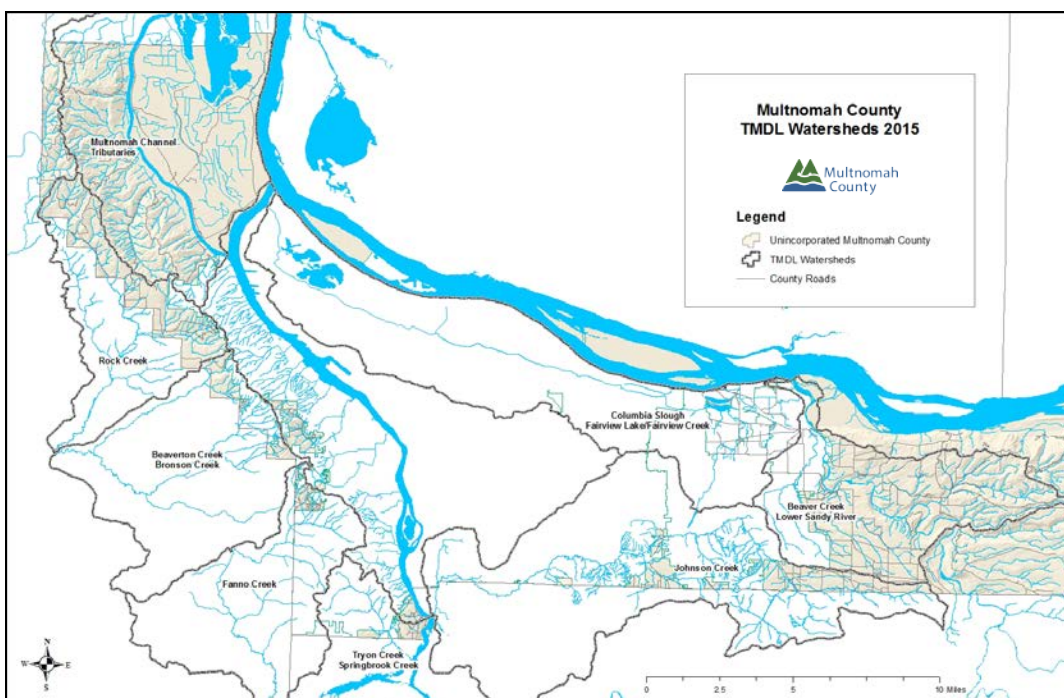 Multnomah County
TMDL Watersheds 2015
Multnomah
County
Legend
Unincorporated Multnomah County
TMDL Watersheds
County Roads
Multnomah Channel
Tributaries
Rock Creek
Beaverton Creek
Bronson Creek
Columbia Slough
Fairview Lake/Fairview Creek
Beaver Creek
Lower Sandy River
Fanno Creek
Johnson Creek
Tryon Creek
Springbrook Creek
N
W E
S
0 2.5 5 10 Miles